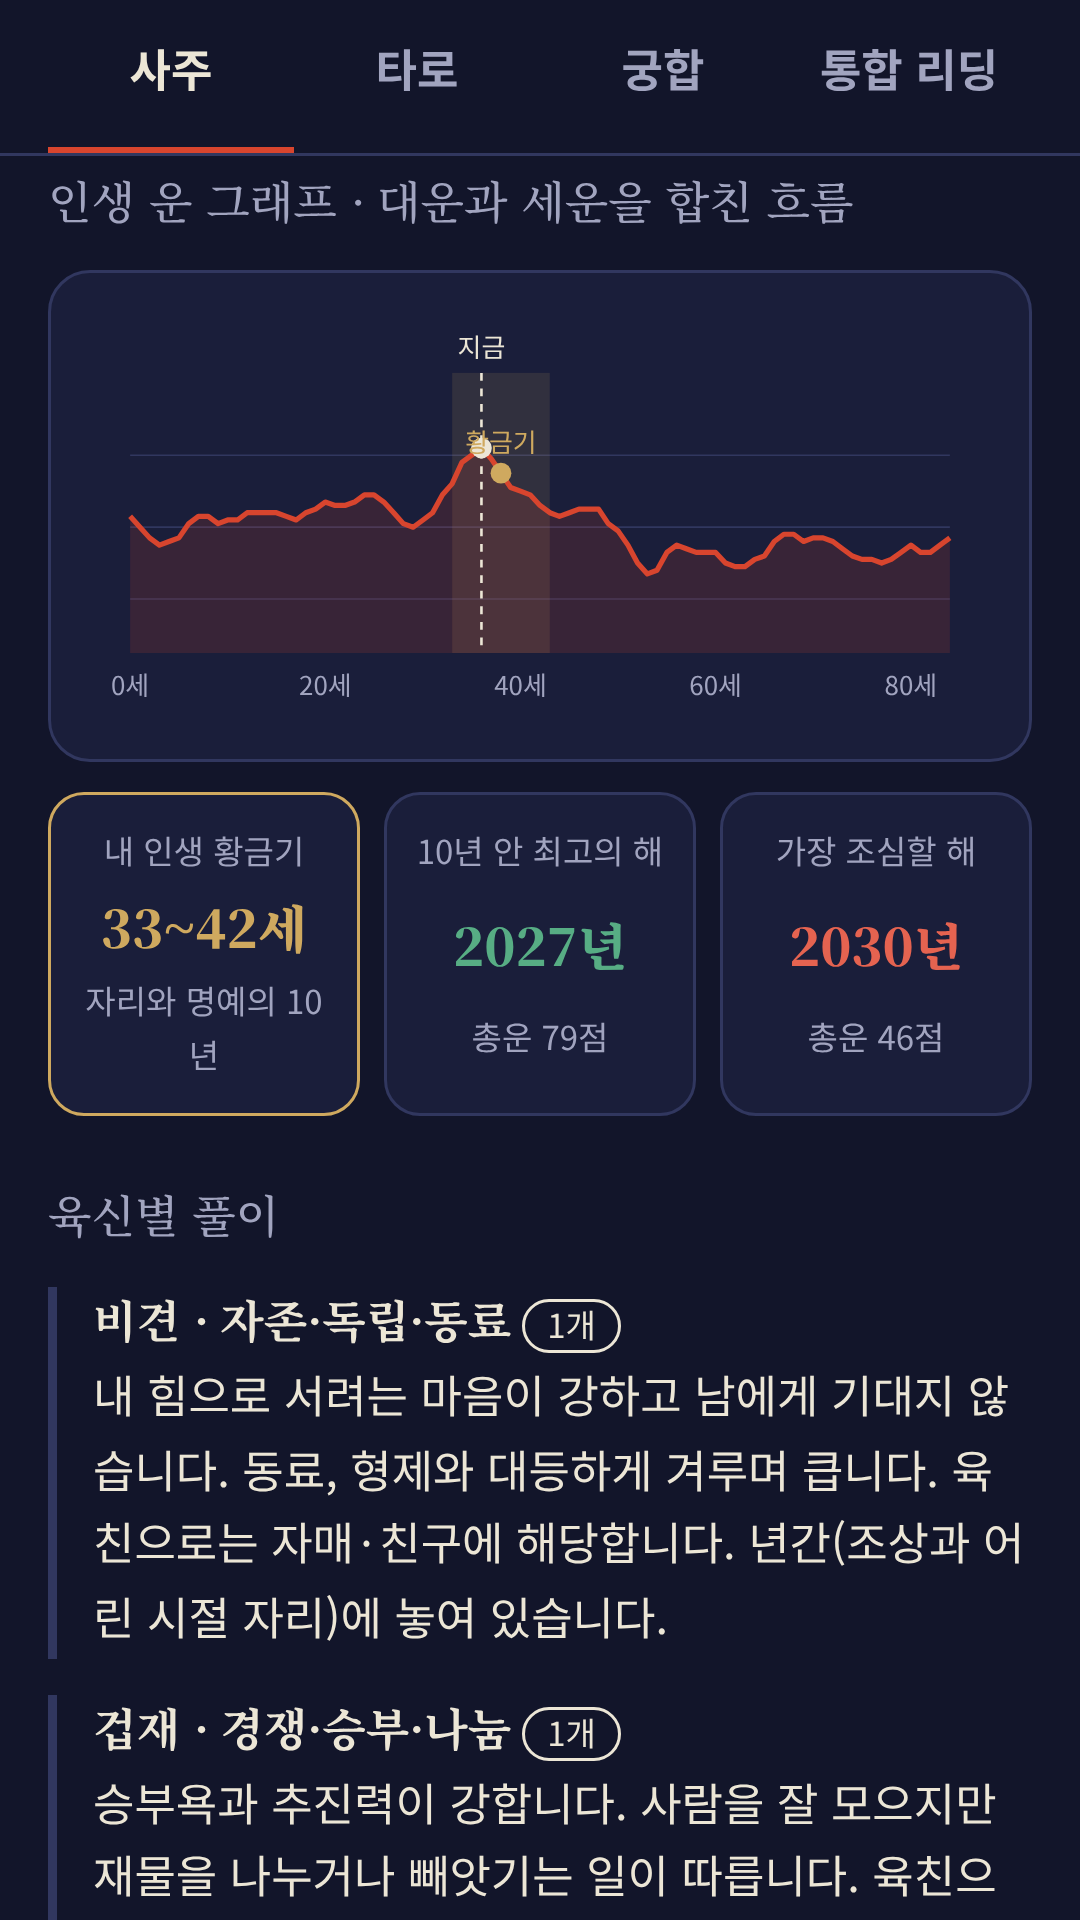 사주 타로 궁합 통합 리딩
인생 운 그래프 · 대운과 세운을 합친 흐름
지금
황금기
0세 20세 40세 60세 80세
내 인생 황금기
33~42세
자리와 명예의 10
년
10년 안 최고의 해
2027년
총운 79점
가장 조심할 해
2030년
총운 46점
육신별 풀이
비견 · 자존·독립·동료 1개
내 힘으로 서려는 마음이 강하고 남에게 기대지 않
습니다. 동료, 형제와 대등하게 겨루며 큽니다. 육
친으로는 자매·친구에 해당합니다. 년간(조상과 어
린 시절 자리)에 놓여 있습니다.
겁재 · 경쟁·승부·나눔 1개
승부욕과 추진력이 강합니다. 사람을 잘 모으지만
재물을 나누거나 빼앗기는 일이 따릅니다. 육친으